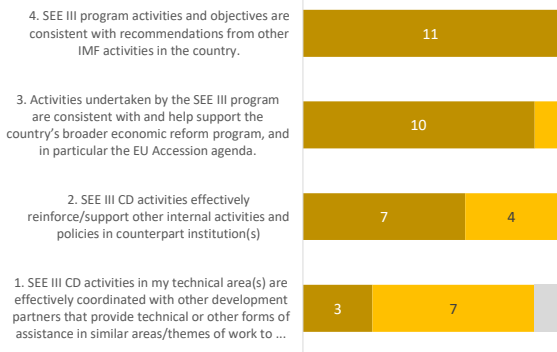 4. SEE III program activities and objectives are
consistent with recommendations from other
IMF activities in the country.
11
3. Activities undertaken by the SEE III program
are consistent with and help support the
country's broader economic reform program, and
in particular the EU Accession agenda.
10
2. SEE III CD activities effectively
reinforce/support other internal activities and
policies in counterpart institution(s)
7
4
1. SEE III CD activities in my technical area(s) are
effectively coordinated with other development
partners that provide technical or other forms of
assistance in similar areas/themes of work to ...
3
7